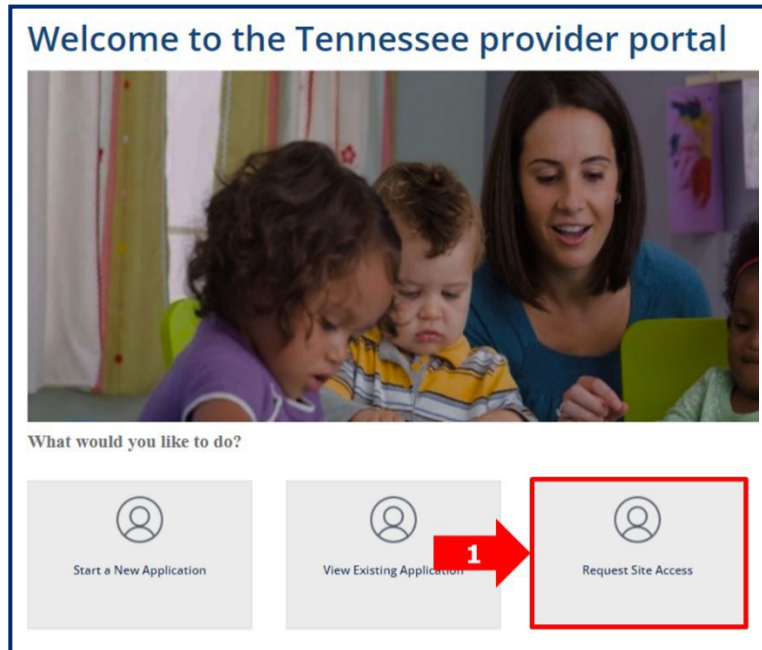 Welcome to the Tennessee provider portal
What would you like to do?
Start a New Application
View Existing Application
1
Request Site Access